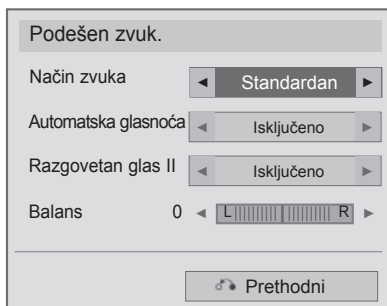 Podešen zvuk.
Način zvuka ◄ Standardan ►
Automatska glasnoća ◄ Isključeno ►
Razgovetan glas II ◄ Isključeno ►
Balans 0 ◄ L R ►
Prethodni